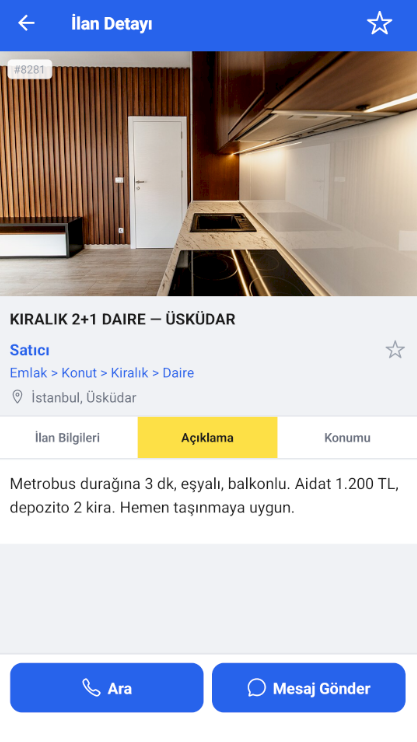 İlan Detayı
#8281
KIRALIK 2+1 DAIRE — ÜSKÜDAR
Satıcı
Emlak > Konut > Kiralık > Daire
İstanbul, Üsküdar
İlan Bilgileri
Açıklama
Konumu
Metrobus durağına 3 dk, eşyalı, balkonlu. Aidat 1.200 TL,
depozito 2 kira. Hemen taşınmaya uygun.
Ara
Mesaj Gönder